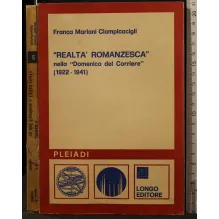 Franca Mariani Ciampicacigli
"REALTA' ROMANZESCA"
nella "Domenica del Corriere"
(1922 - 1941)
PLEIADI
LONGO
EDITORE